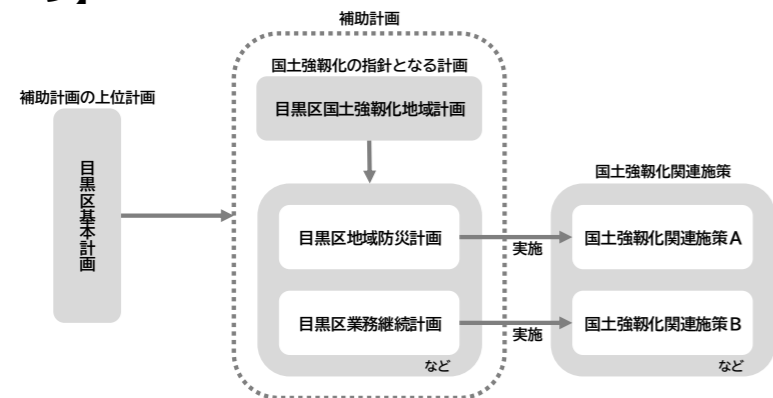 補助計画
国土強靱化の指針となる計画
目黒区国土強靱化地域計画
補助計画の上位計画
目黒区基本計画
国土強靱化関連施策
目黒区地域防災計画
実施
国土強靱化関連施策A
目黒区業務継続計画
実施
国土強靱化関連施策B
など
など